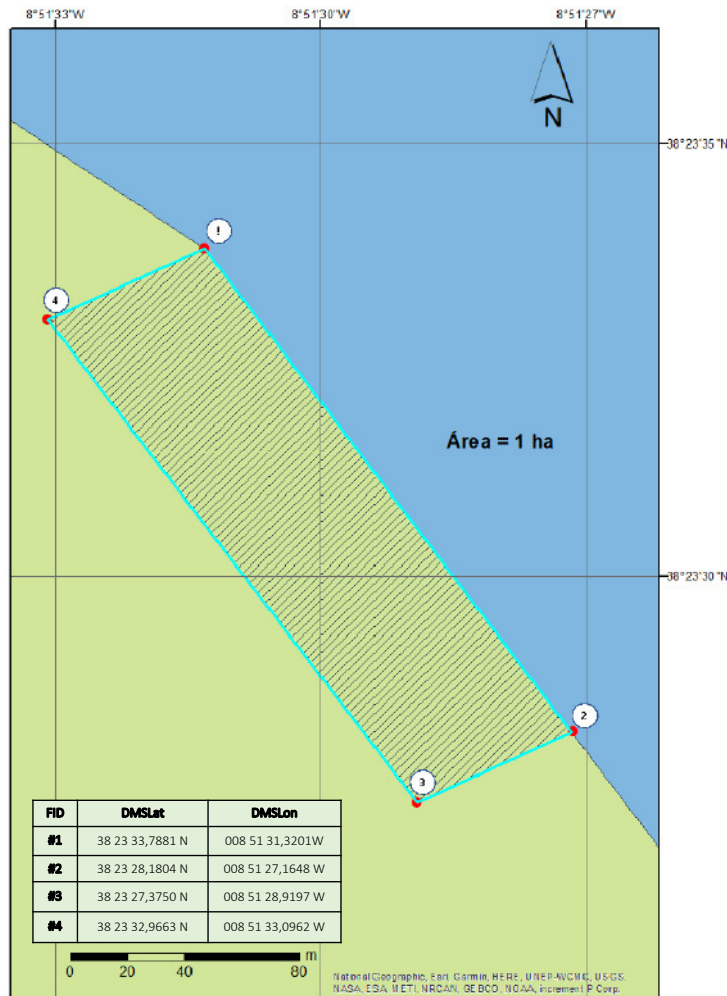 8°51'33"W 8°51'30"W 8°51'27"W
N
38°23'35"N
!
4
Área = 1 ha
38°23'30"N
2
3
FID DMSLat DMSLon
#1 38 23 33,7881 N 008 51 31,3201W
#2 38 23 28,1804 N 008 51 27,1648 W
#3 38 23 27,3750 N 008 51 28,9197 W
#4 38 23 32,9663 N 008 51 33,0962 W
m
0 20 40 80
National Geographic, Esri, Garmin, HERE, UNEP-WCMC, USGS,
NASA, ESA, METI, NRCAN, GEBCO, NOAA, increment P Corp.